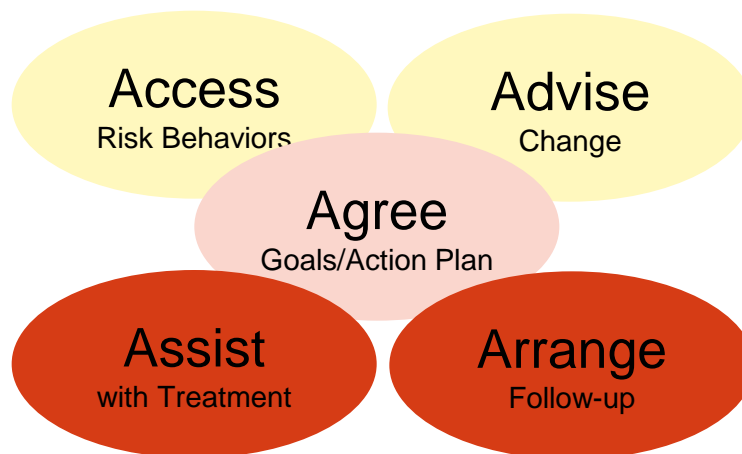 Access
Risk Behaviors
Advise
Change
Agree
Goals/Action Plan
Assist
with Treatment
Arrange
Follow-up